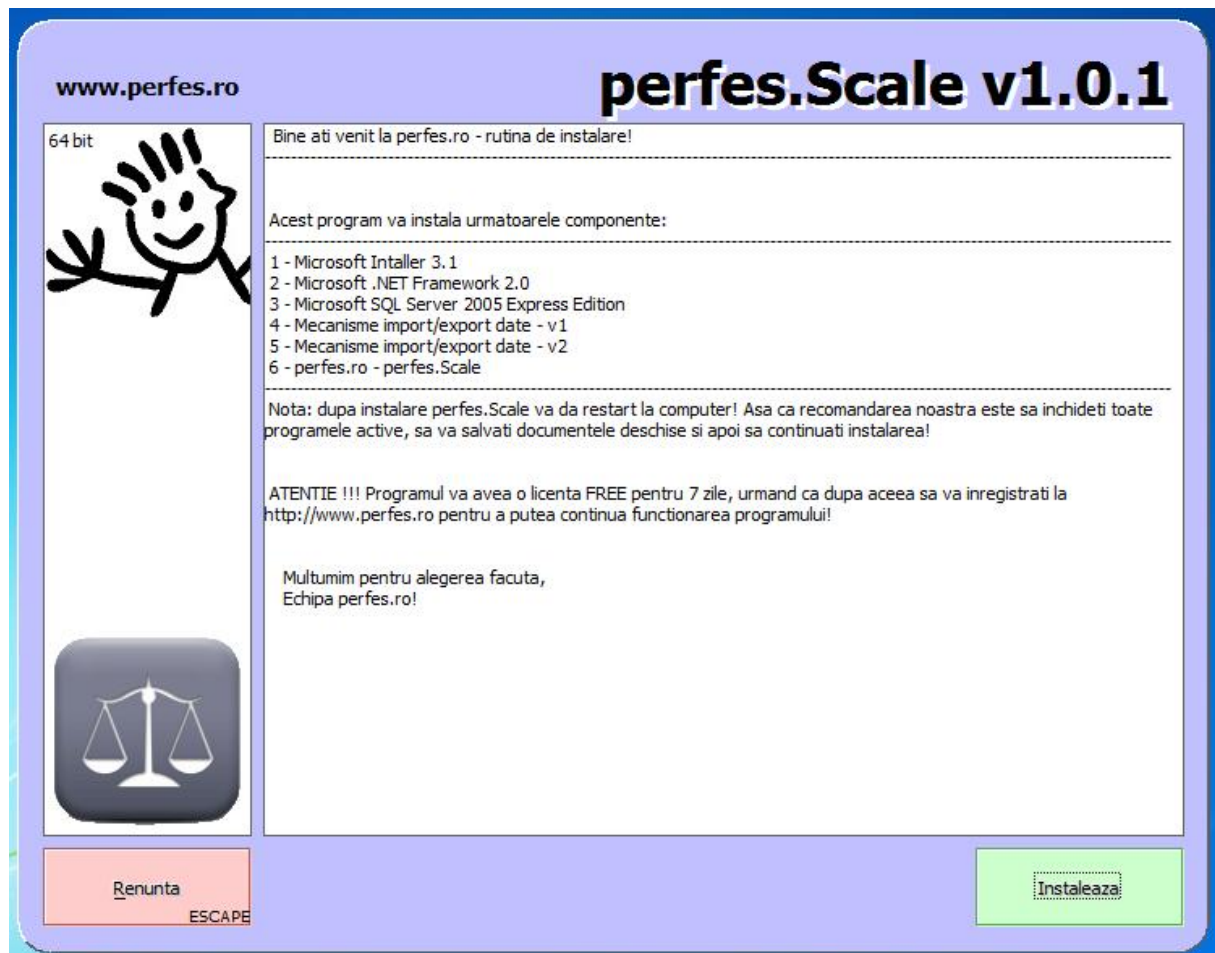 www.perfes.ro
perfes.Scale v1.0.1
64 bit
Bine ati venit la perfes.ro - rutina de instalare!
Acest program va instala urmatoarele componente:
1 - Microsoft Intaller 3.1
2 - Microsoft .NET Framework 2.0
3 - Microsoft SQL Server 2005 Express Edition
4 - Mecanisme import/export date - v1
5 - Mecanisme import/export date - v2
6 - perfes.ro - perfes.Scale
Nota: dupa instalare perfes.Scale va da restart la computer! Asa ca recomandarea noastra este sa inchideti toate
programele active, sa va salvati documentele deschise si apoi sa continuati instalarea!
ATENTIE !!! Programul va avea o licenta FREE pentru 7 zile, urmand ca dupa aceea sa va inregistrati la
http://www.perfes.ro pentru a putea continua functionarea programului!
Multumim pentru alegerea facuta,
Echipa perfes.ro!
Renunta
ESCAPE
Instaleaza